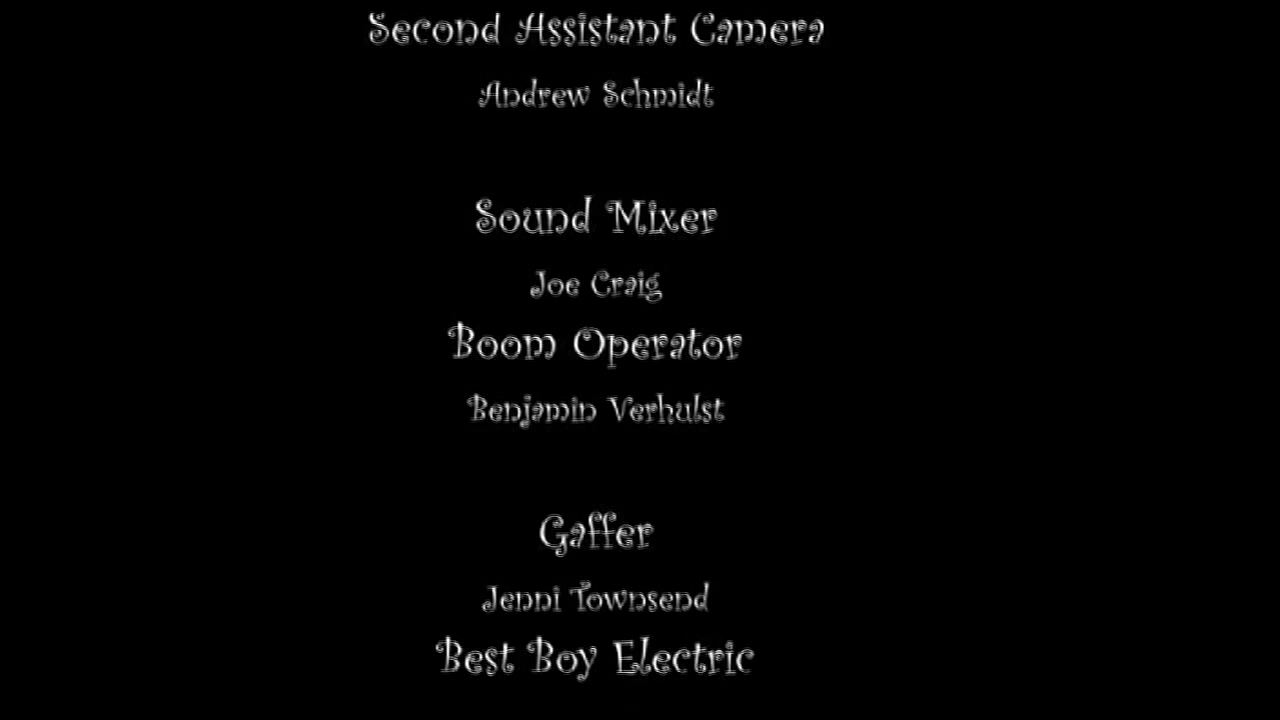 Second Assistant Camera
Andrew Schmidt
Sound Mixer
Joe Craig
Boom Operator
Benjamin Verhulst
Gaffer
Jenni Townsend
Best Boy Electric